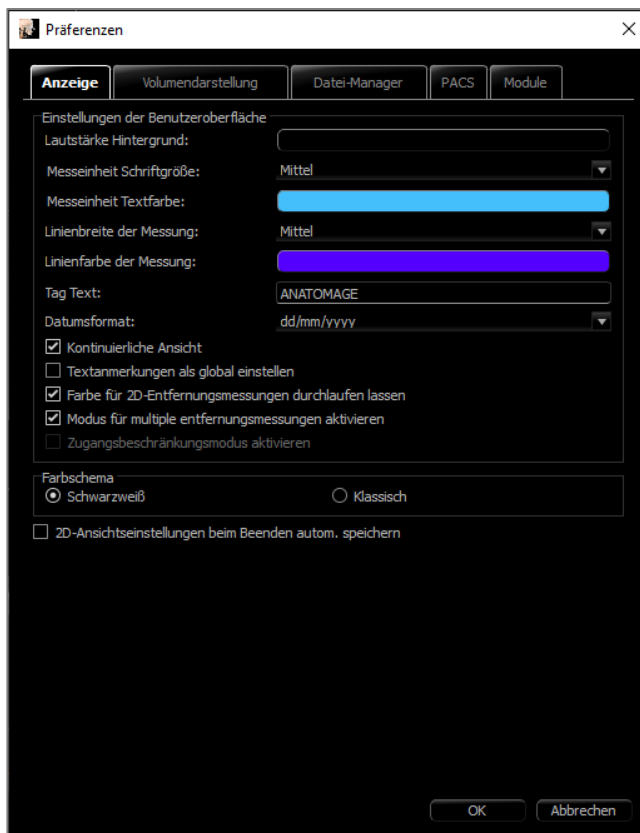 Präferenzen
Anzeige Volumendarstellung Datei-Manager PACS Module
Einstellungen der Benutzeroberfläche
Lautstärke Hintergrund:
Messeinheit Schriftgröße: Mittel
Messeinheit Textfarbe:
Linienbreite der Messung: Mittel
Linienfarbe der Messung:
Tag Text: ANATOMAGE
Datumsformat: dd/mm/yyyy
Kontinuierliche Ansicht
Textanmerkungen als global einstellen
Farbe für 2D-Entfernungsmessungen durchlaufen lassen
Modus für multiple entfernungsmessungen aktivieren
Zugangsbeschränkungsmodus aktivieren
Farbschema
Schwarzweiß Klassisch
2D-Ansichtseinstellungen beim Beenden autom. speichern
OK Abbrechen